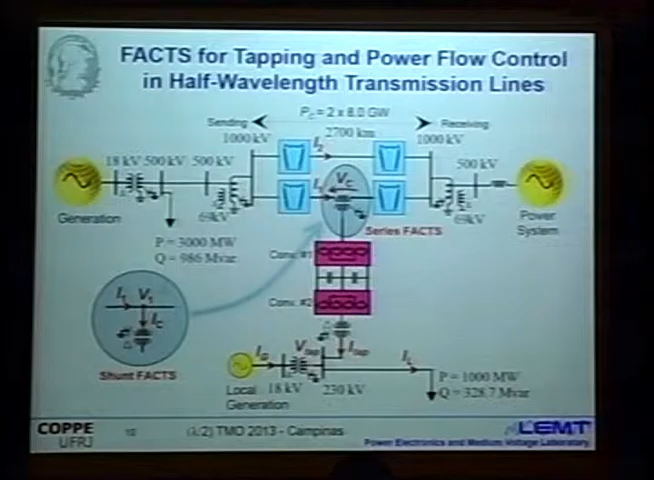 FACTS for Tapping and Power Flow Control
in Half-Wavelength Transmission Lines
Pc = 2 x 8.0 GW
Sending
Receiving
2700 km
1000 kV
1000 kV
18 kV 500 kV 500 kV
500 kV
69kV
69kV
Generation
Power
System
P = 3000 MW
Q = 986 Mvar
Vc
Series FACTS
Conv. #1
Conv. #2
I1 V1
Ic
Shunt FACTS
Vtap
Itap
IL
Local
Generation
18 kV
230 kV
P = 1000 MW
Q = 328.7 Mvar
COPPE
UFRJ
(λ/2) TMO 2013 - Campinas
LEMT
Power Electronics and Medium Voltage Laboratory